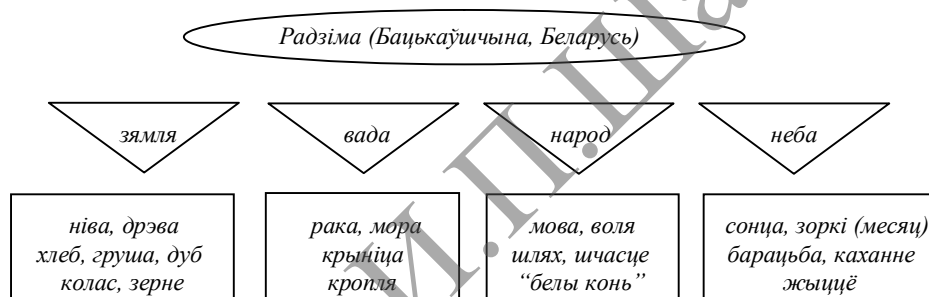 Радзіма (Бацькаўшчына, Беларусь)
зямля
вада
народ
неба
ніва, дрэва
хлеб, груша, дуб
колас, зерне
рака, мора
крыніца
кропля
мова, воля
шлях, шчасце
“белы конь”
сонца, зоркі (месяц)
барацьба, каханне
жыццё
И.П.Ша